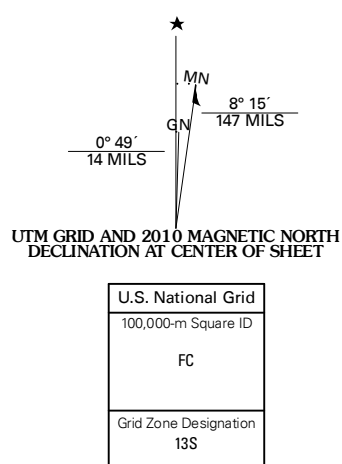 ★
MN
GN
8° 15´
147 MILS
0° 49´
14 MILS
UTM GRID AND 2010 MAGNETIC NORTH
DECLINATION AT CENTER OF SHEET
U.S. National Grid
100,000-m Square ID
FC
Grid Zone Designation
13S